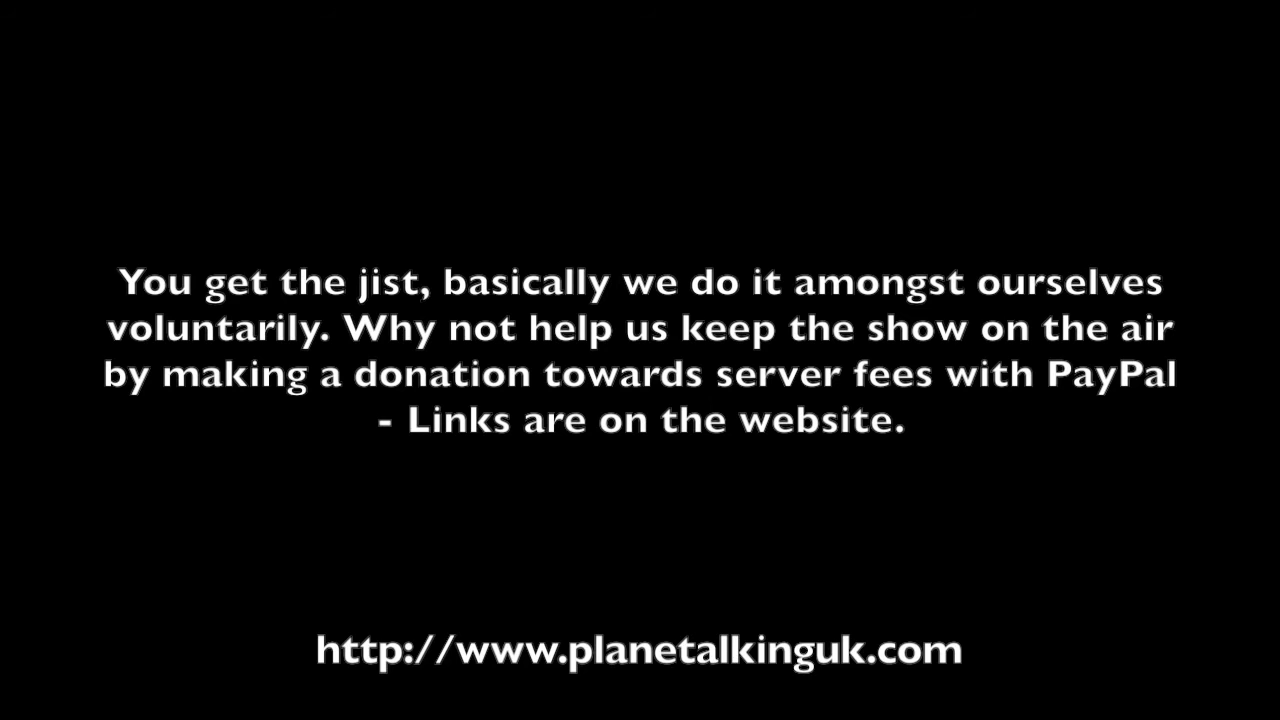 You get the jist, basically we do it amongst ourselves
voluntarily. Why not help us keep the show on the air
by making a donation towards server fees with PayPal
- Links are on the website.
http://www.planetalkinguk.com